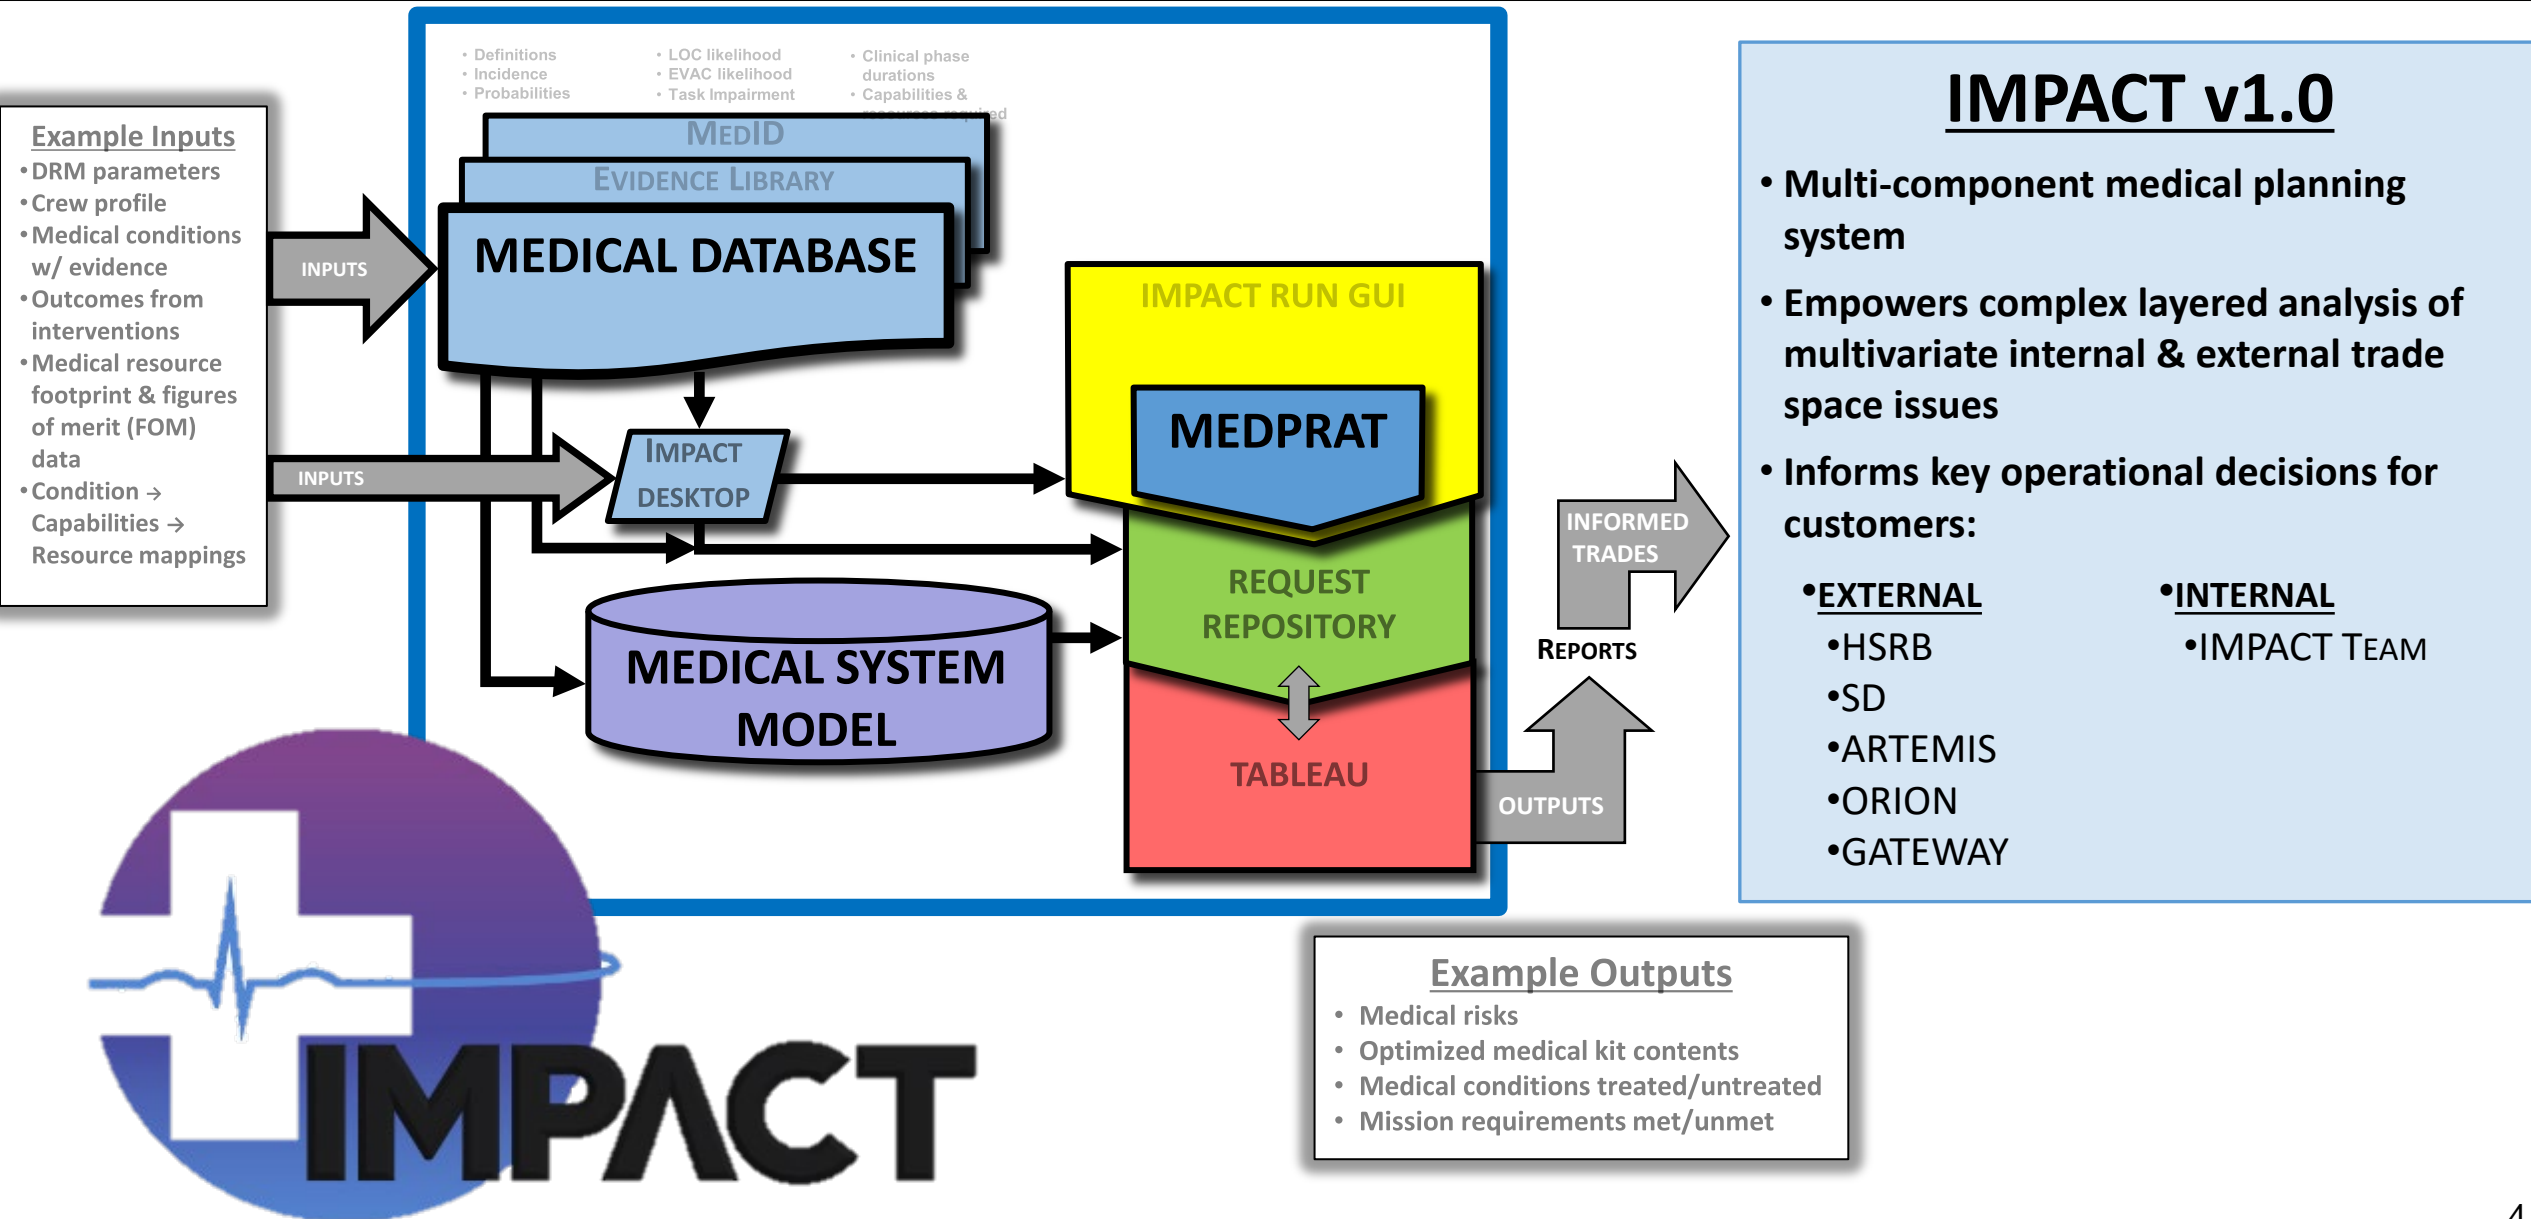 • Definitions
• Incidence
• Probabilities
• LOC likelihood
• EVAC likelihood
• Task Impairment
• Clinical phase
durations
• Capabilities &
resources required
Example Inputs
•DRM parameters
•Crew profile
•Medical conditions
w/ evidence
•Outcomes from
interventions
•Medical resource
footprint & figures
of merit (FOM)
data
•Condition →
Capabilities →
Resource mappings
INPUTS
INPUTS
MEDID
EVIDENCE LIBRARY
MEDICAL DATABASE
IMPACT
DESKTOP
MEDICAL SYSTEM
MODEL
IMPACT RUN GUI
MEDPRAT
REQUEST
REPOSITORY
TABLEAU
OUTPUTS
REPORTS
INFORMED
TRADES
IMPACT v1.0
• Multi-component medical planning
system
• Empowers complex layered analysis of
multivariate internal & external trade
space issues
• Informs key operational decisions for
customers:
•EXTERNAL
•HSRB
•SD
•ARTEMIS
•ORION
•GATEWAY
•INTERNAL
•IMPACT TEAM
Example Outputs
• Medical risks
• Optimized medical kit contents
• Medical conditions treated/untreated
• Mission requirements met/unmet
IMPACT
4